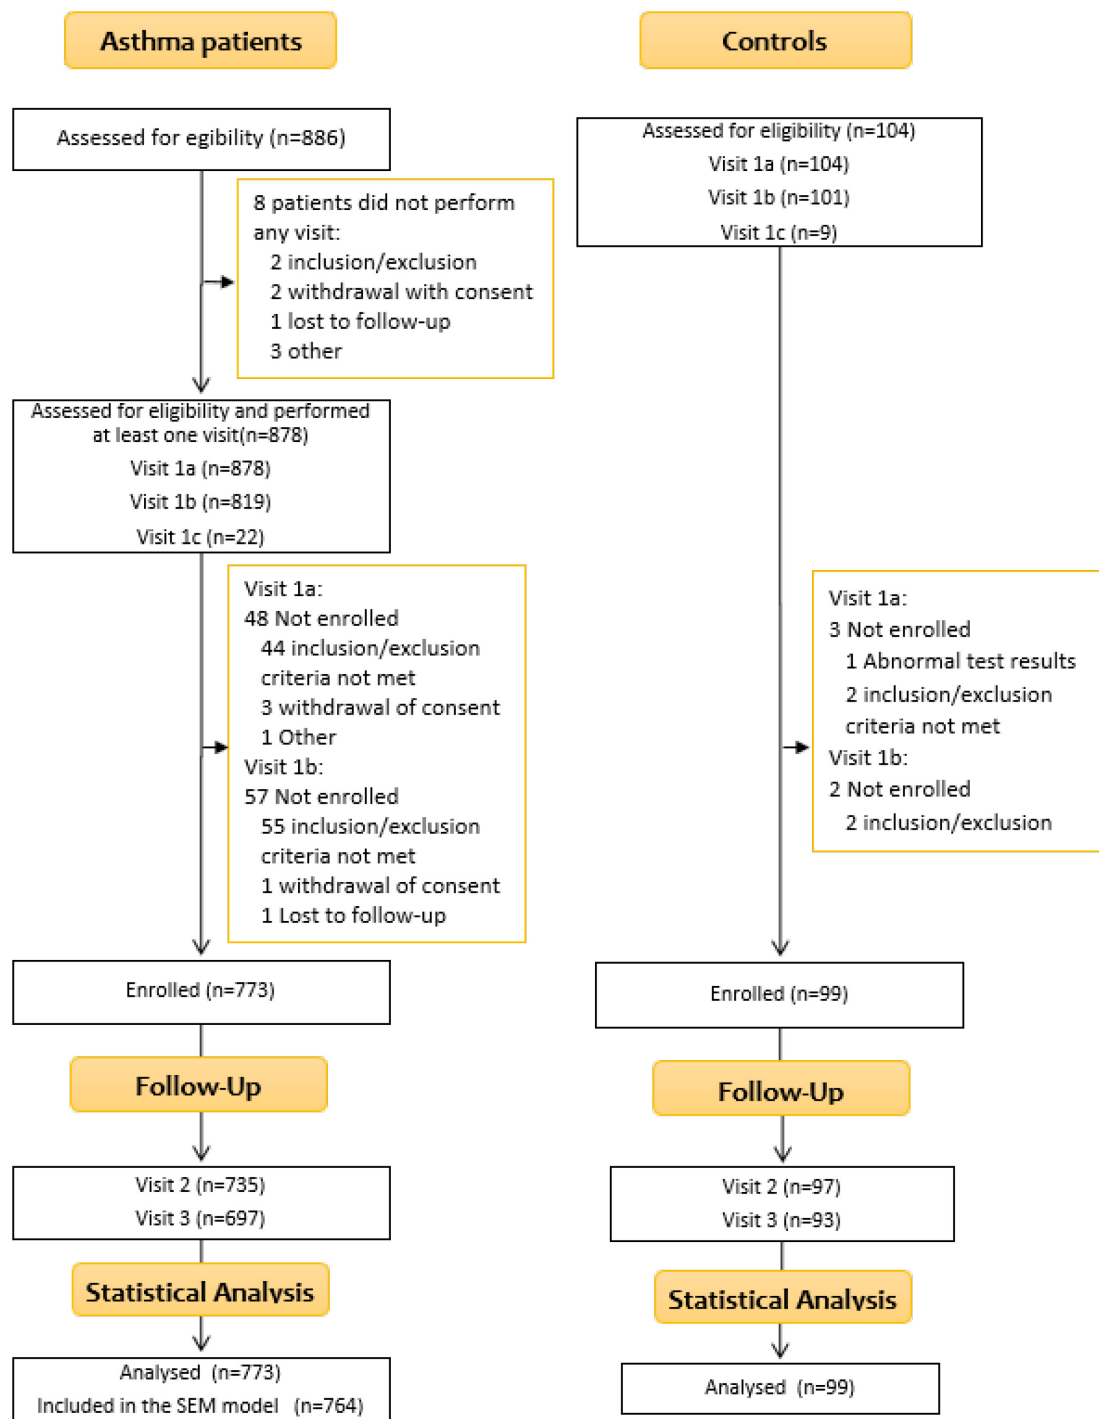 Asthma patients
Assessed for egibility (n=886)
8 patients did not perform
any visit:
2 inclusion/exclusion
2 withdrawal with consent
1 lost to follow-up
3 other
Assessed for eligibility and performed
at least one visit(n=878)
Visit 1a (n=878)
Visit 1b (n=819)
Visit 1c (n=22)
Visit 1a:
48 Not enrolled
44 inclusion/exclusion
criteria not met
3 withdrawal of consent
1 Other
Visit 1b:
57 Not enrolled
55 inclusion/exclusion
criteria not met
1 withdrawal of consent
1 Lost to follow-up
Enrolled (n=773)
Follow-Up
Visit 2 (n=735)
Visit 3 (n=697)
Statistical Analysis
Analysed (n=773)
Included in the SEM model (n=764)
Controls
Assessed for eligibility (n=104)
Visit 1a (n=104)
Visit 1b (n=101)
Visit 1c (n=9)
Visit 1a:
3 Not enrolled
1 Abnormal test results
2 inclusion/exclusion
criteria not met
Visit 1b:
2 Not enrolled
2 inclusion/exclusion
Enrolled (n=99)
Follow-Up
Visit 2 (n=97)
Visit 3 (n=93)
Statistical Analysis
Analysed (n=99)